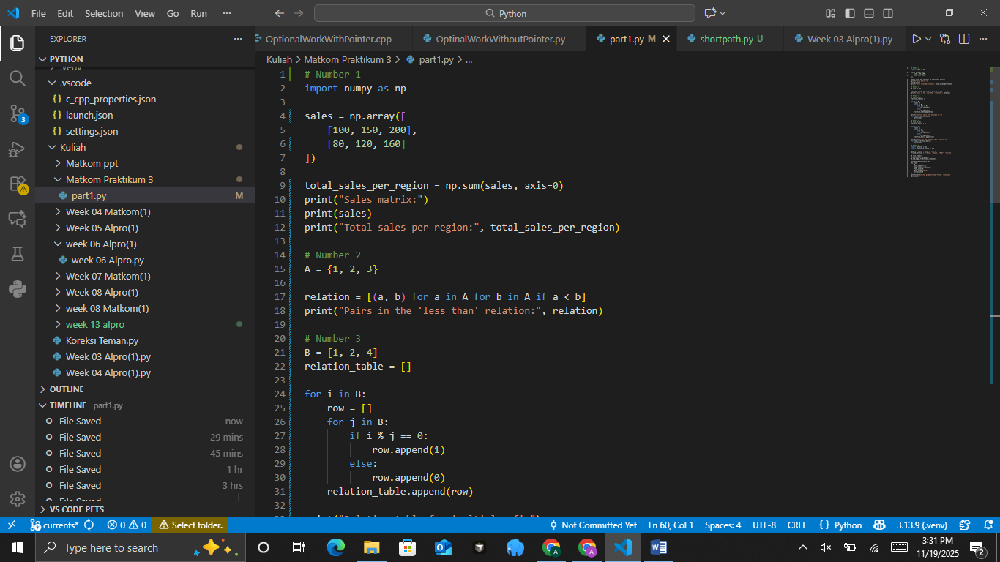 File Edit Selection View Go Run ··· Python
EXPLORER ···
OptionalWorkWithPointer.cpp OptinalWorkWithoutPointer.py part1.py M shortpath.py U Week 03 Alpro(1).py ···
PYTHON
Kuliah > Matkom Praktikum 3 > part1.py > ...
.venv
.vscode
c_cpp_properties.json
launch.json
settings.json
Kuliah
Matkom ppt
Matkom Praktikum 3
part1.py M
Week 04 Matkom(1)
Week 05 Alpro(1)
week 06 Alpro(1)
week 06 Alpro.py
Week 07 Matkom(1)
Week 08 Alpro(1)
week 08 Matkom(1)
week 13 alpro
Koreksi Teman.py
Week 03 Alpro(1).py
Week 04 Alpro(1).py
OUTLINE
TIMELINE part1.py
File Saved now
File Saved 29 mins
File Saved 45 mins
File Saved 1 hr
File Saved 3 hrs
VS CODE PETS
3
1 # Number 1
2 import numpy as np
3
4 sales = np.array([
5     [100, 150, 200],
6     [80, 120, 160]
7 ])
8
9 total_sales_per_region = np.sum(sales, axis=0)
10 print("Sales matrix:")
11 print(sales)
12 print("Total sales per region:", total_sales_per_region)
13
14 # Number 2
15 A = {1, 2, 3}
16
17 relation = [(a, b) for a in A for b in A if a < b]
18 print("Pairs in the 'less than' relation:", relation)
19
20 # Number 3
21 B = [1, 2, 4]
22 relation_table = []
23
24 for i in B:
25     row = []
26     for j in B:
27         if i % j == 0:
28             row.append(1)
29         else:
30             row.append(0)
31     relation_table.append(row)
32
currents* 0 0 Select folder. Not Committed Yet Ln 60, Col 1 Spaces: 4 UTF-8 CRLF { } Python 3.13.9 (.venv)
Type here to search
3:31 PM
11/19/2025
2